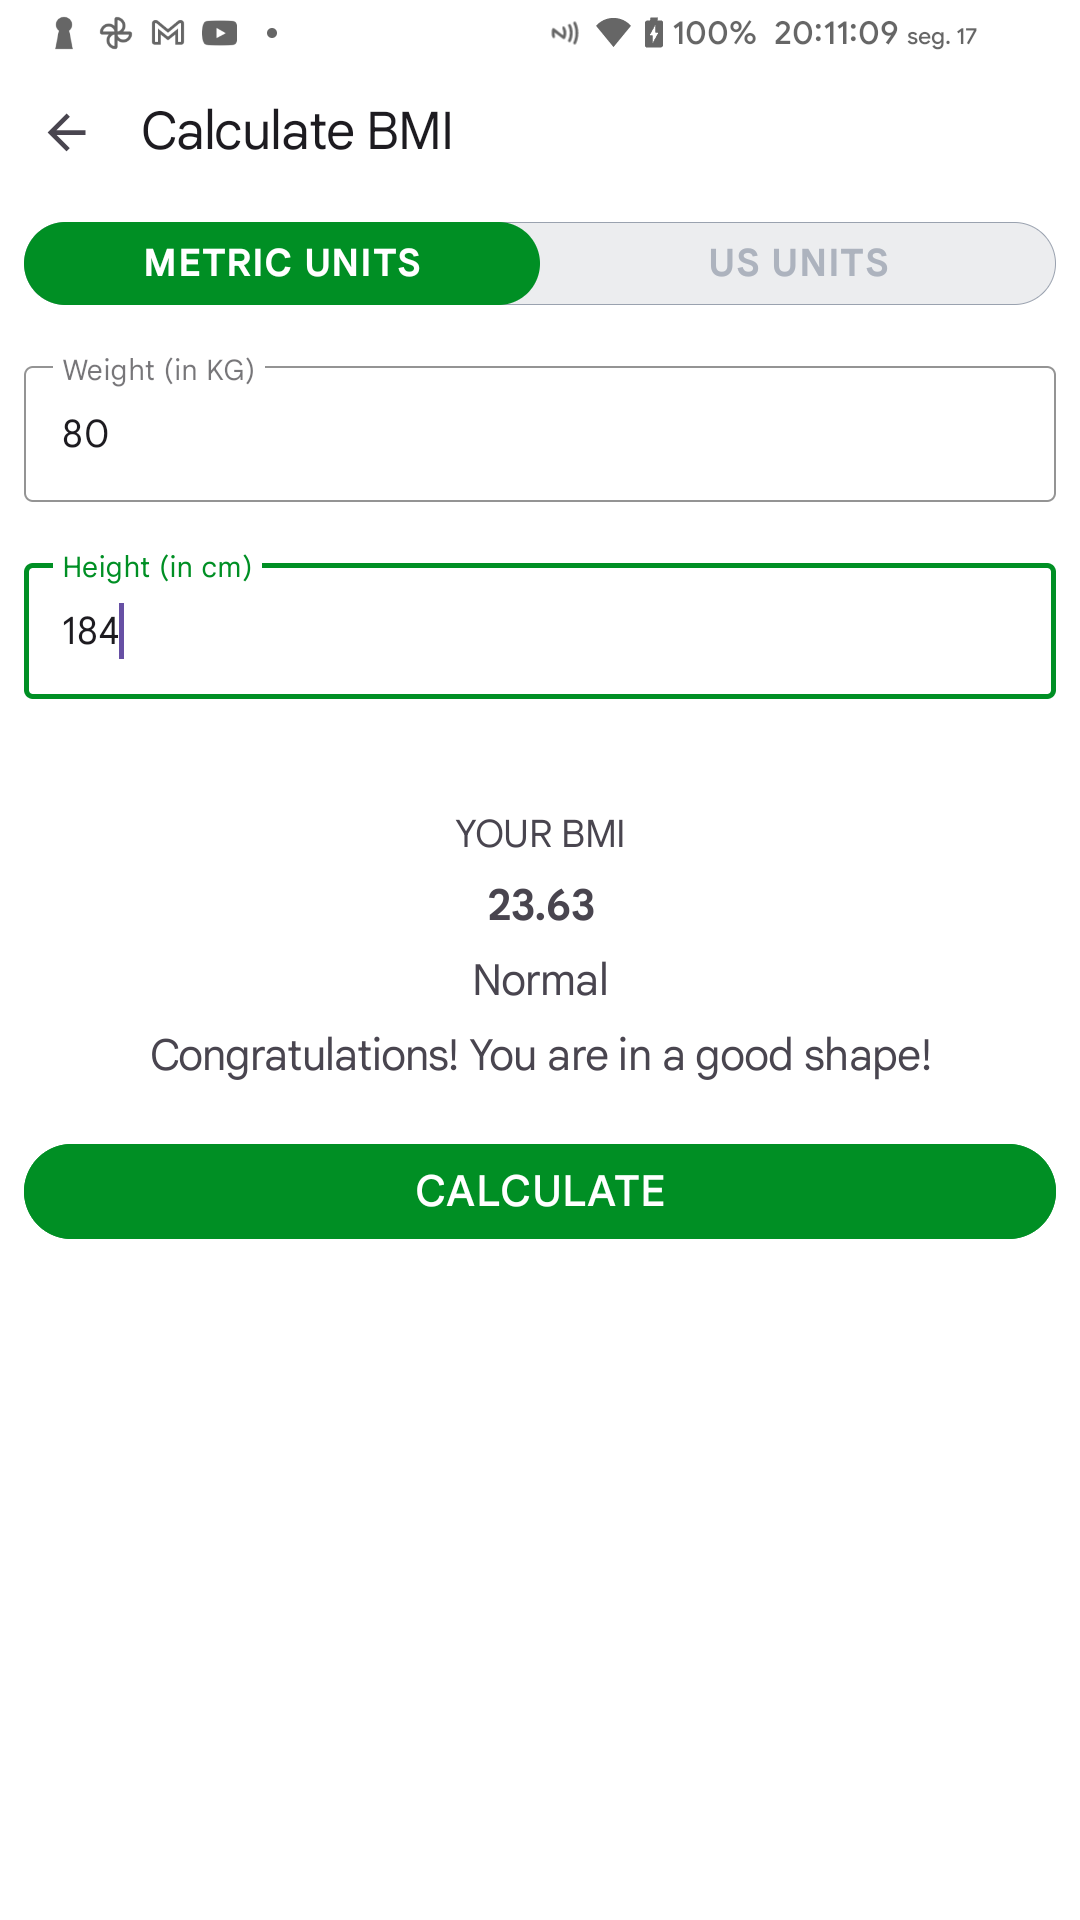 100% 20:11:09 seg. 17
Calculate BMI
METRIC UNITS US UNITS
Weight (in KG)
80
Height (in cm)
184
YOUR BMI
23.63
Normal
Congratulations! You are in a good shape!
CALCULATE